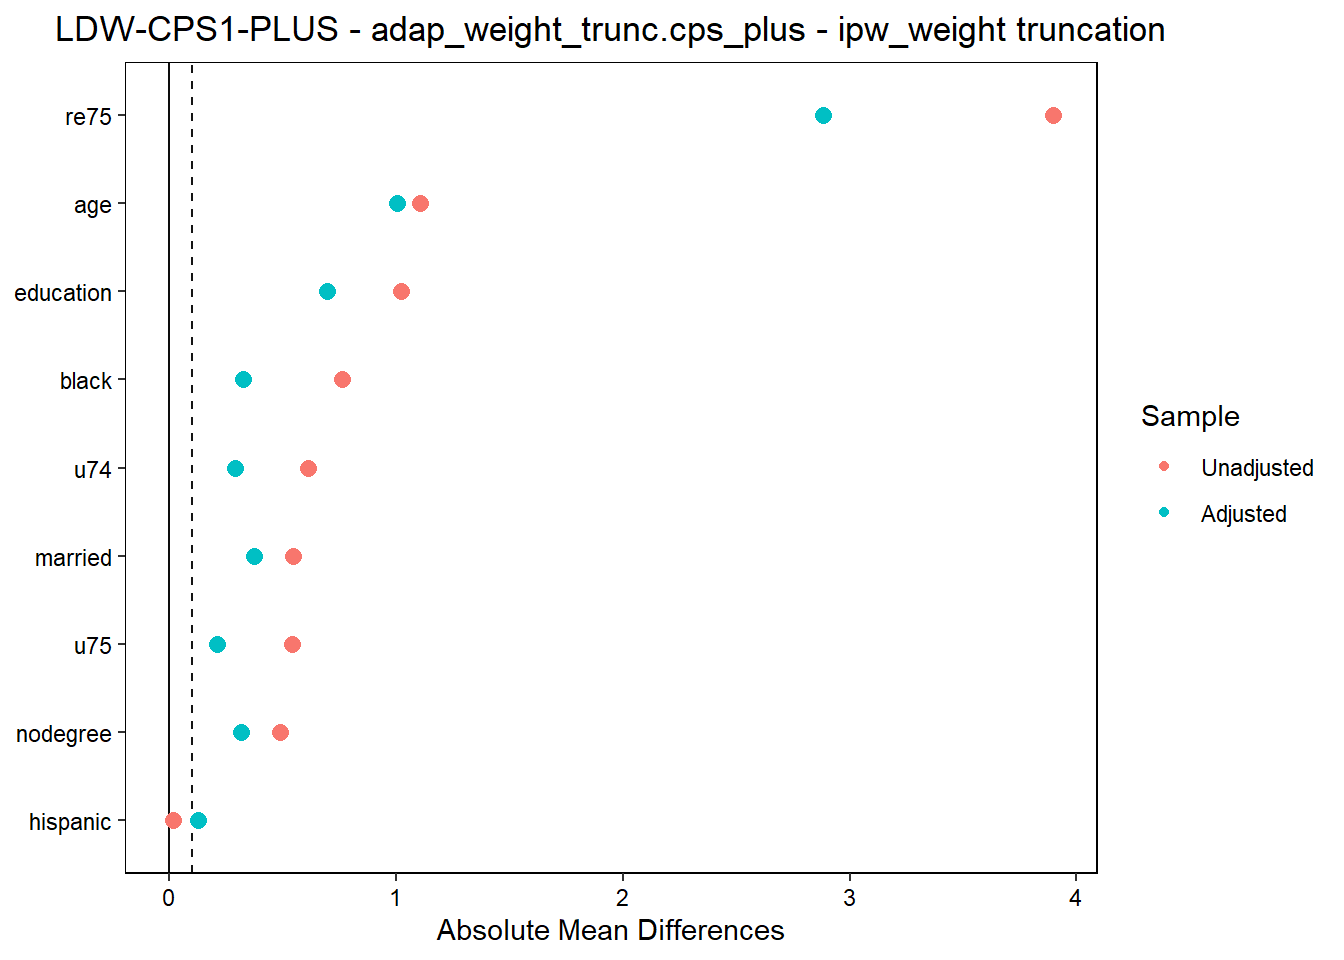 LDW-CPS1-PLUS - adap_weight_trunc.cps_plus - ipw_weight truncation
re75
age
education
black
u74
married
u75
nodegree
hispanic
0 1 2 3 4
Absolute Mean Differences
Sample
Unadjusted
Adjusted